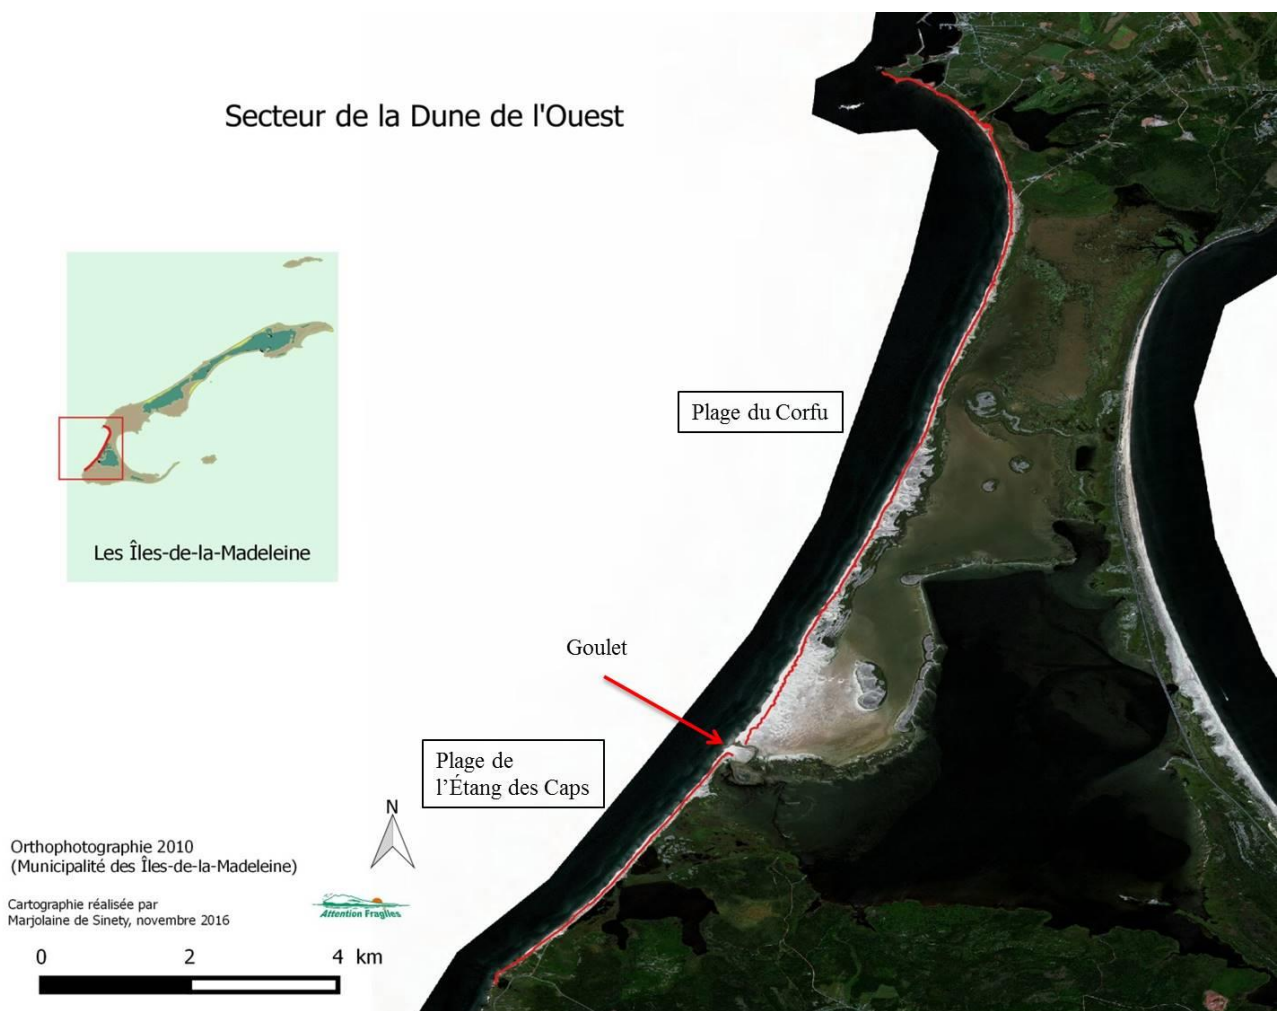 Secteur de la Dune de l'Ouest
Plage du Corfu
Les Îles-de-la-Madeleine
Goulet
Plage de
l'Étang des Caps
N
Orthophotographie 2010
(Municipalité des Îles-de-la-Madeleine)
Cartographie réalisée par
Marjolaine de Sinety, novembre 2016
Attention Fragîles
0 2 4 km